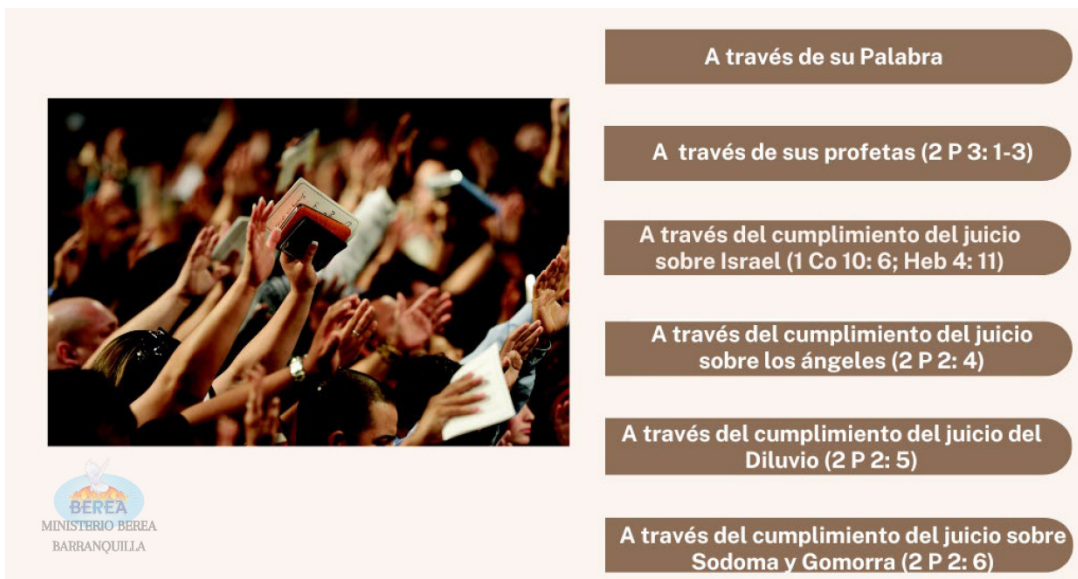 A través de su Palabra
A través de sus profetas (2 P 3: 1-3)
A través del cumplimiento del juicio
sobre Israel (1 Co 10: 6; Heb 4: 11)
A través del cumplimiento del juicio
sobre los ángeles (2 P 2: 4)
A través del cumplimiento del juicio del
Diluvio (2 P 2: 5)
A través del cumplimiento del juicio sobre
Sodoma y Gomorra (2 P 2: 6)
BEREA
MINISTERIO BEREA
BARRANQUILLA